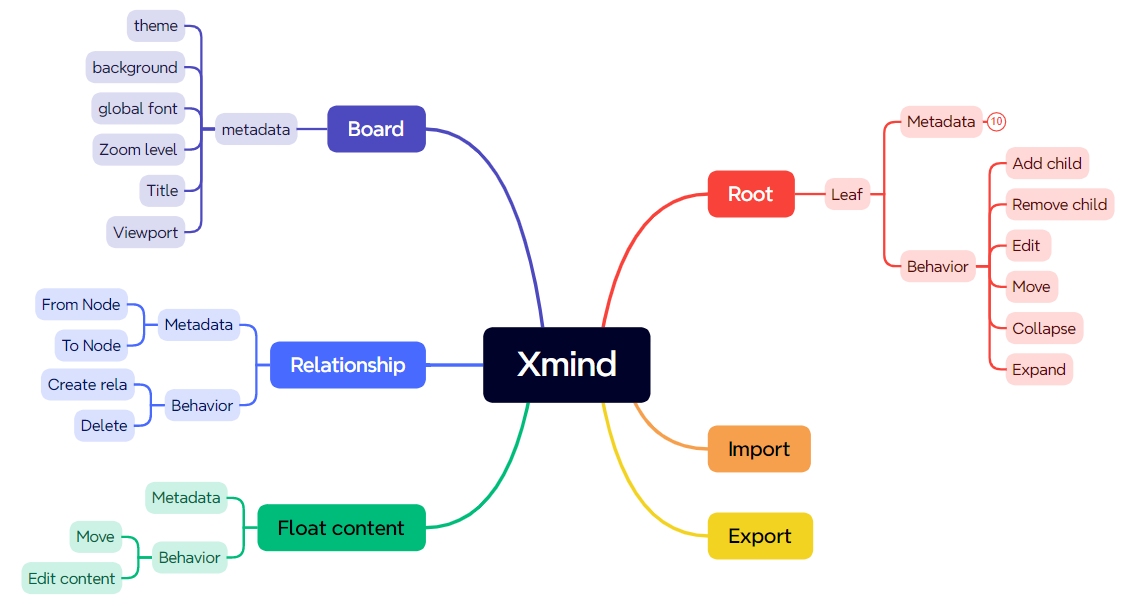 Xmind
Root
Leaf
Metadata
10
Behavior
Add child
Remove child
Edit
Move
Collapse
Expand
Import
Export
Board
metadata
theme
background
global font
Zoom level
Title
Viewport
Relationship
Metadata
From Node
To Node
Behavior
Create rela
Delete
Float content
Metadata
Behavior
Move
Edit content